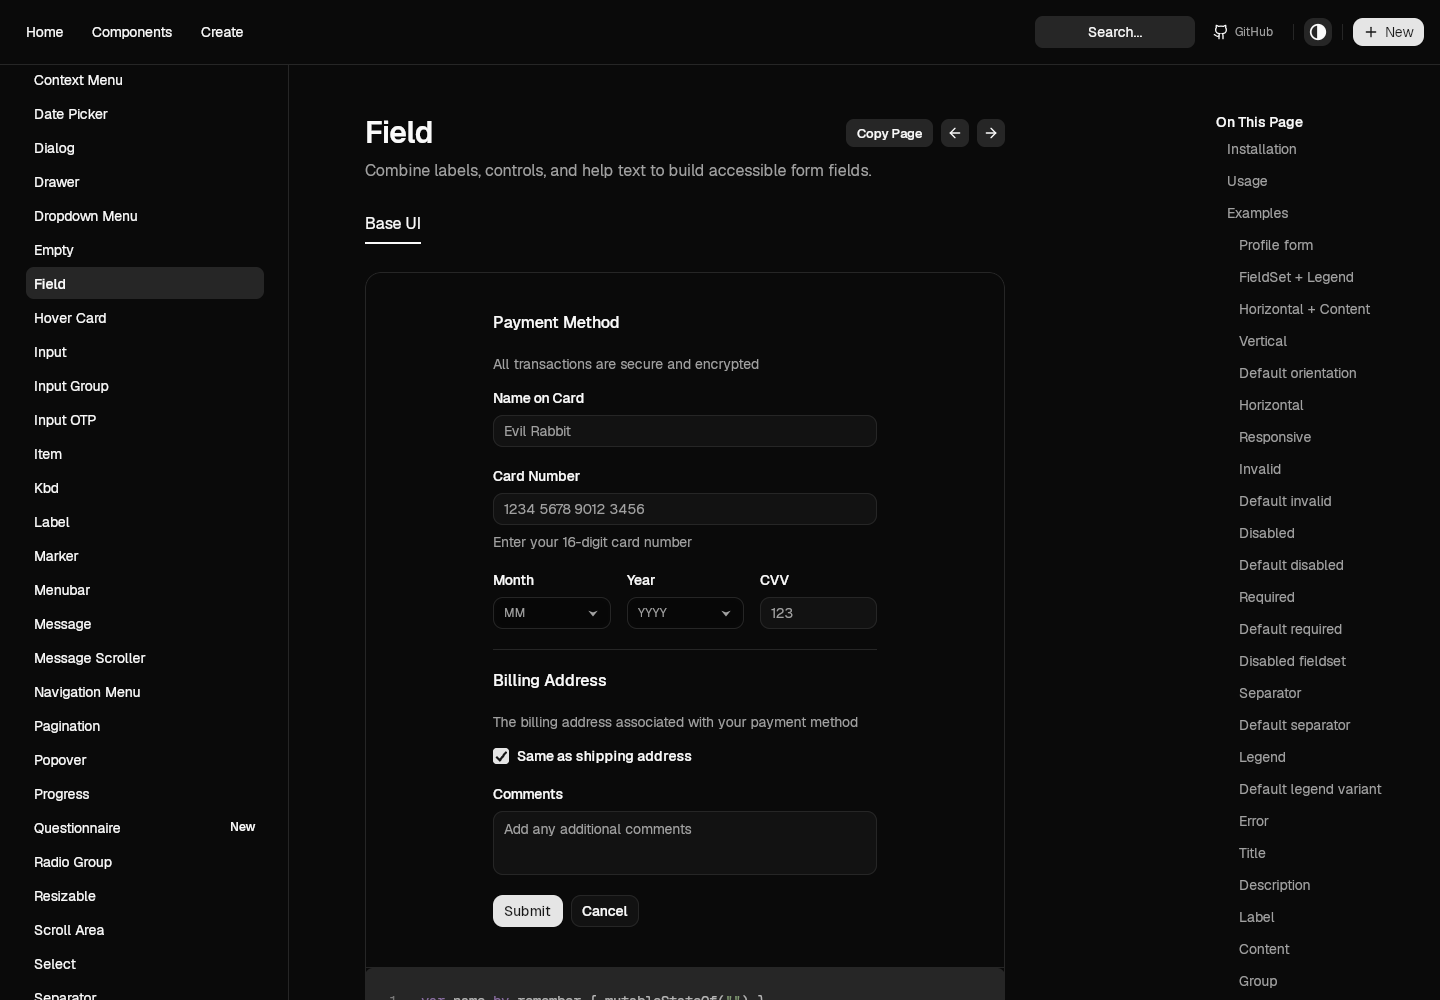 Home
Components
Create
Search...
GitHub
New
Context Menu
Date Picker
Dialog
Drawer
Dropdown Menu
Empty
Field
Hover Card
Input
Input Group
Input OTP
Item
Kbd
Label
Marker
Menubar
Message
Message Scroller
Navigation Menu
Pagination
Popover
Progress
Questionnaire New
Radio Group
Resizable
Scroll Area
Select
Separator
Field
Copy Page
Combine labels, controls, and help text to build accessible form fields.
Base UI
Payment Method
All transactions are secure and encrypted
Name on Card
Evil Rabbit
Card Number
1234 5678 9012 3456
Enter your 16-digit card number
Month Year CVV
MM YYYY 123
Billing Address
The billing address associated with your payment method
Same as shipping address
Comments
Add any additional comments
Submit Cancel
1 var name by remember { mutableStateOf("") }
On This Page
Installation
Usage
Examples
Profile form
FieldSet + Legend
Horizontal + Content
Vertical
Default orientation
Horizontal
Responsive
Invalid
Default invalid
Disabled
Default disabled
Required
Default required
Disabled fieldset
Separator
Default separator
Legend
Default legend variant
Error
Title
Description
Label
Content
Group